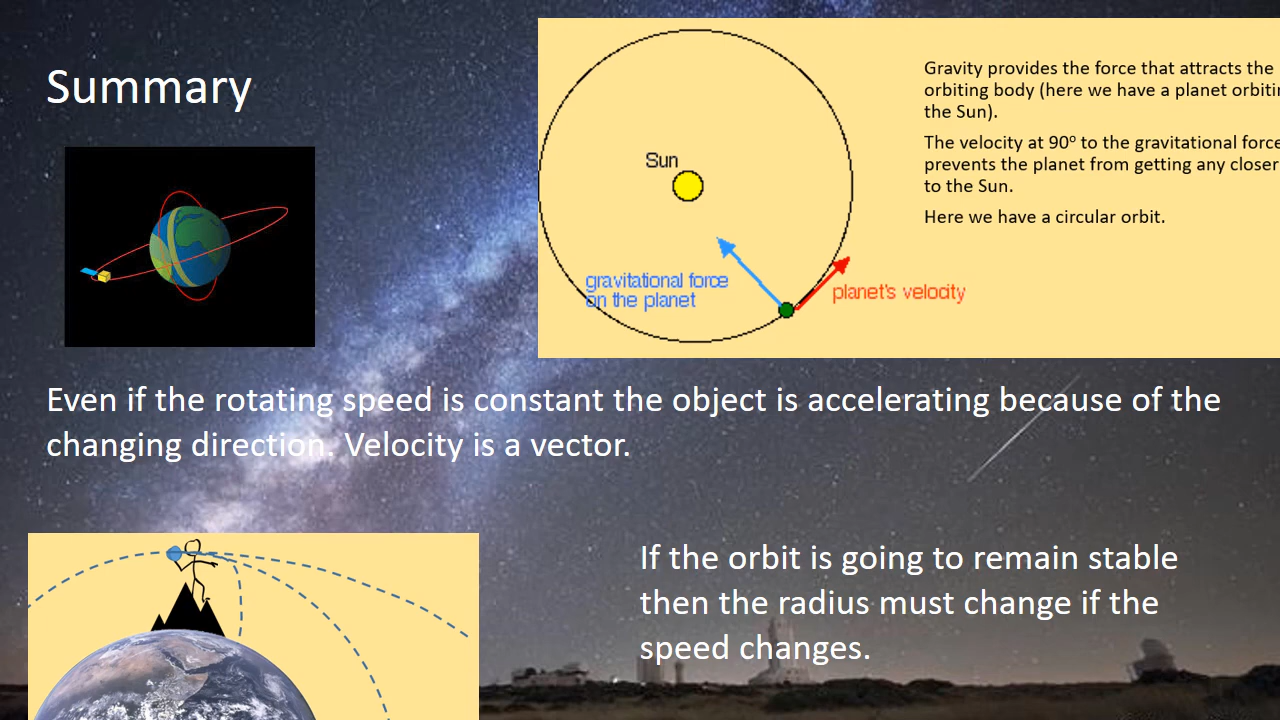 Summary
Gravity provides the force that attracts the
orbiting body (here we have a planet
the Sun).
The velocity at 90º to the gravitational force
prevents the planet from getting any closer
to the Sun.
Here we have a circular orbit.
Sun
gravitational force
on the planet
planet's velocity
Even if the rotating speed is constant the object is accelerating because of the
changing direction. Velocity is a vector.
If the orbit is going to remain stable
then the radius must change if the
speed changes.